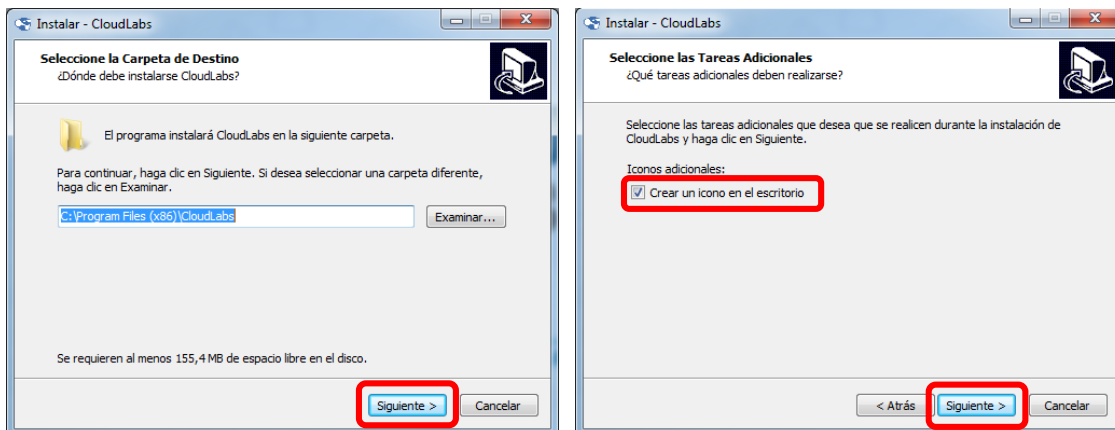 Instalar - CloudLabs
Seleccione la Carpeta de Destino
¿Dónde debe instalarse CloudLabs?
El programa instalará CloudLabs en la siguiente carpeta.
Para continuar, haga clic en Siguiente. Si desea seleccionar una carpeta diferente,
haga clic en Examinar.
C:\Program Files (x86)\CloudLabs
Examinar...
Se requieren al menos 155,4 MB de espacio libre en el disco.
Siguiente >
Cancelar
Instalar - CloudLabs
Seleccione las Tareas Adicionales
¿Qué tareas adicionales deben realizarse?
Seleccione las tareas adicionales que desea que se realicen durante la instalación de
CloudLabs y haga clic en Siguiente.
Iconos adicionales:
Crear un icono en el escritorio
< Atrás
Siguiente >
Cancelar